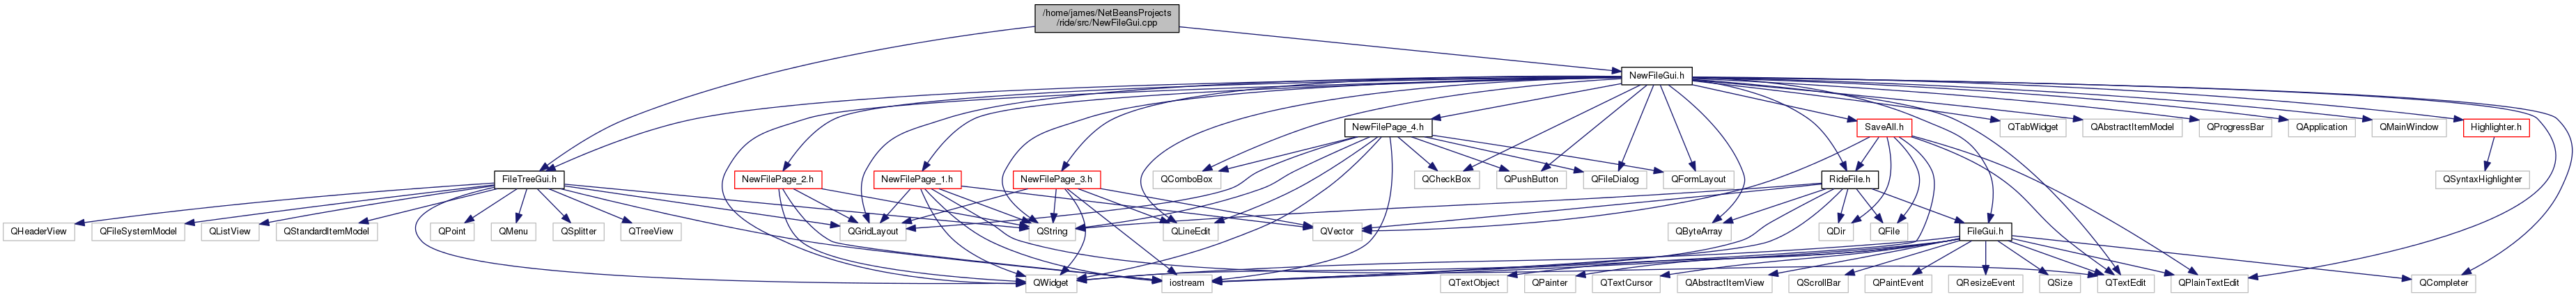 /home/james/NetBeansProjects
/ride/src/NewFileGui.cpp
NewFileGui.h
NewFilePage_4.h
SaveAll.h
QTabWidget
QAbstractItemModel
QProgressBar
QApplication
QMainWindow
Highlighter.h
FileTreeGui.h
NewFilePage_2.h
NewFilePage_1.h
NewFilePage_3.h
QComboBox
QCheckBox
QPushButton
QFileDialog
QFormLayout
RideFile.h
QSyntaxHighlighter
QHeaderView
QFileSystemModel
QListView
QStandardItemModel
QPoint
QMenu
QSplitter
QTreeView
QGridLayout
QString
QLineEdit
QVector
QByteArray
QDir
QFile
FileGui.h
QWidget
iostream
QTextObject
QPainter
QTextCursor
QAbstractItemView
QScrollBar
QPaintEvent
QResizeEvent
QSize
QTextEdit
QPlainTextEdit
QCompleter